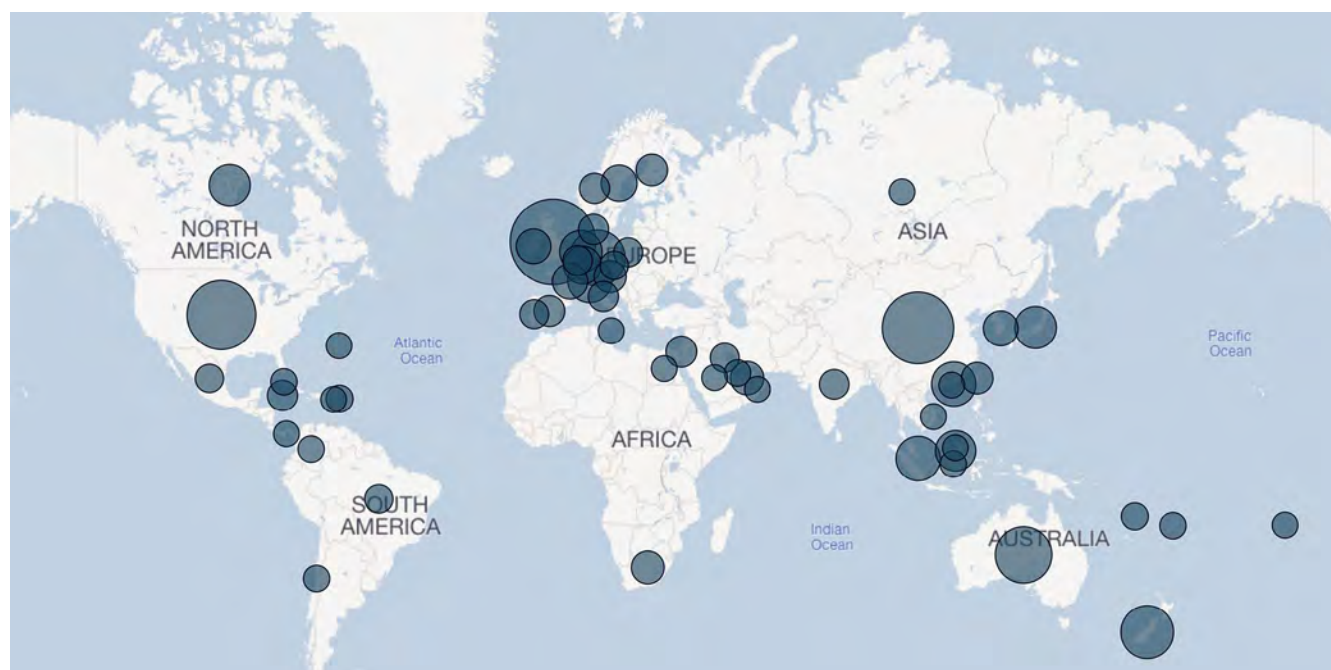 NORTH
AMERICA
EUROPE
ASIA
Atlantic
Ocean
Pacific
Ocean
AFRICA
SOUTH
AMERICA
Indian
Ocean
AUSTRALIA